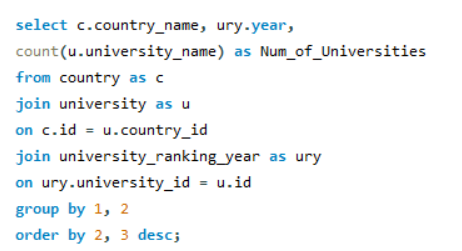 select c.country_name, ury.year,
count(u.university_name) as Num_of_Universities
from country as c
join university as u
on c.id = u.country_id
join university_ranking_year as ury
on ury.university_id = u.id
group by 1, 2
order by 2, 3 desc;